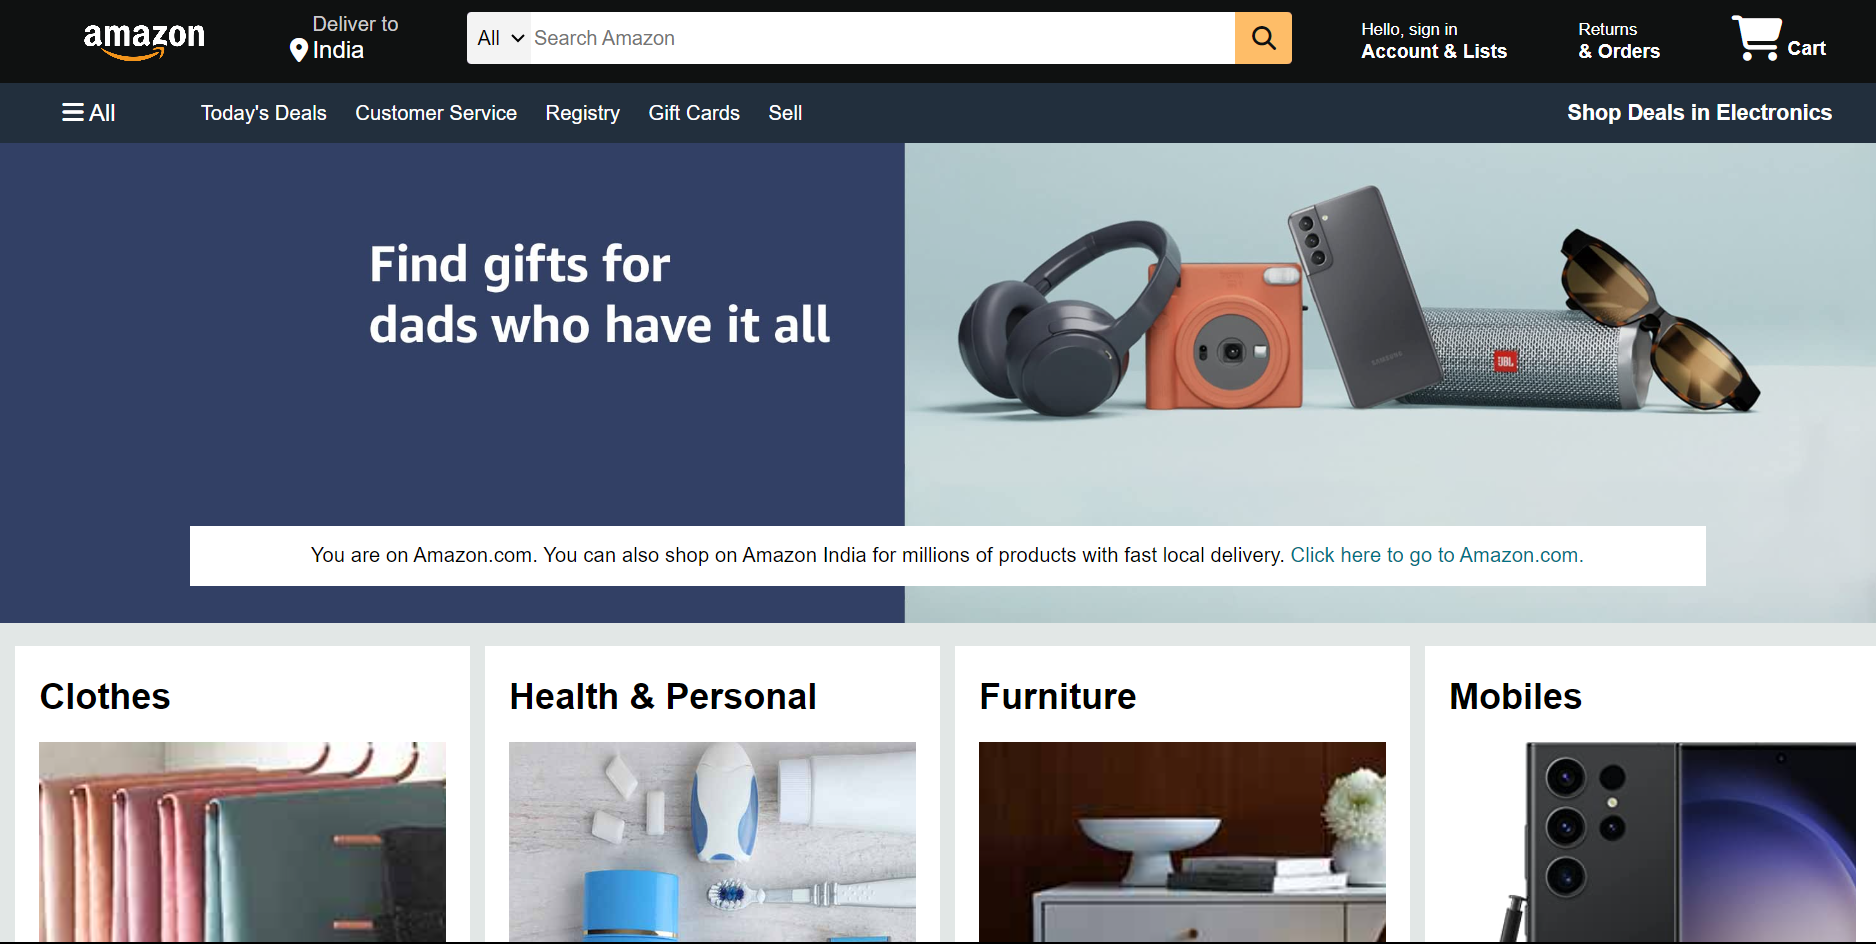 amazon
Deliver to
India
All
Search Amazon
Hello, sign in
Account & Lists
Returns
& Orders
Cart
All
Today's Deals
Customer Service
Registry
Gift Cards
Sell
Shop Deals in Electronics
Find gifts for
dads who have it all
SAMSUNG
JBL
You are on Amazon.com. You can also shop on Amazon India for millions of products with fast local delivery. Click here to go to Amazon.com.
Clothes
Health & Personal
Furniture
Mobiles